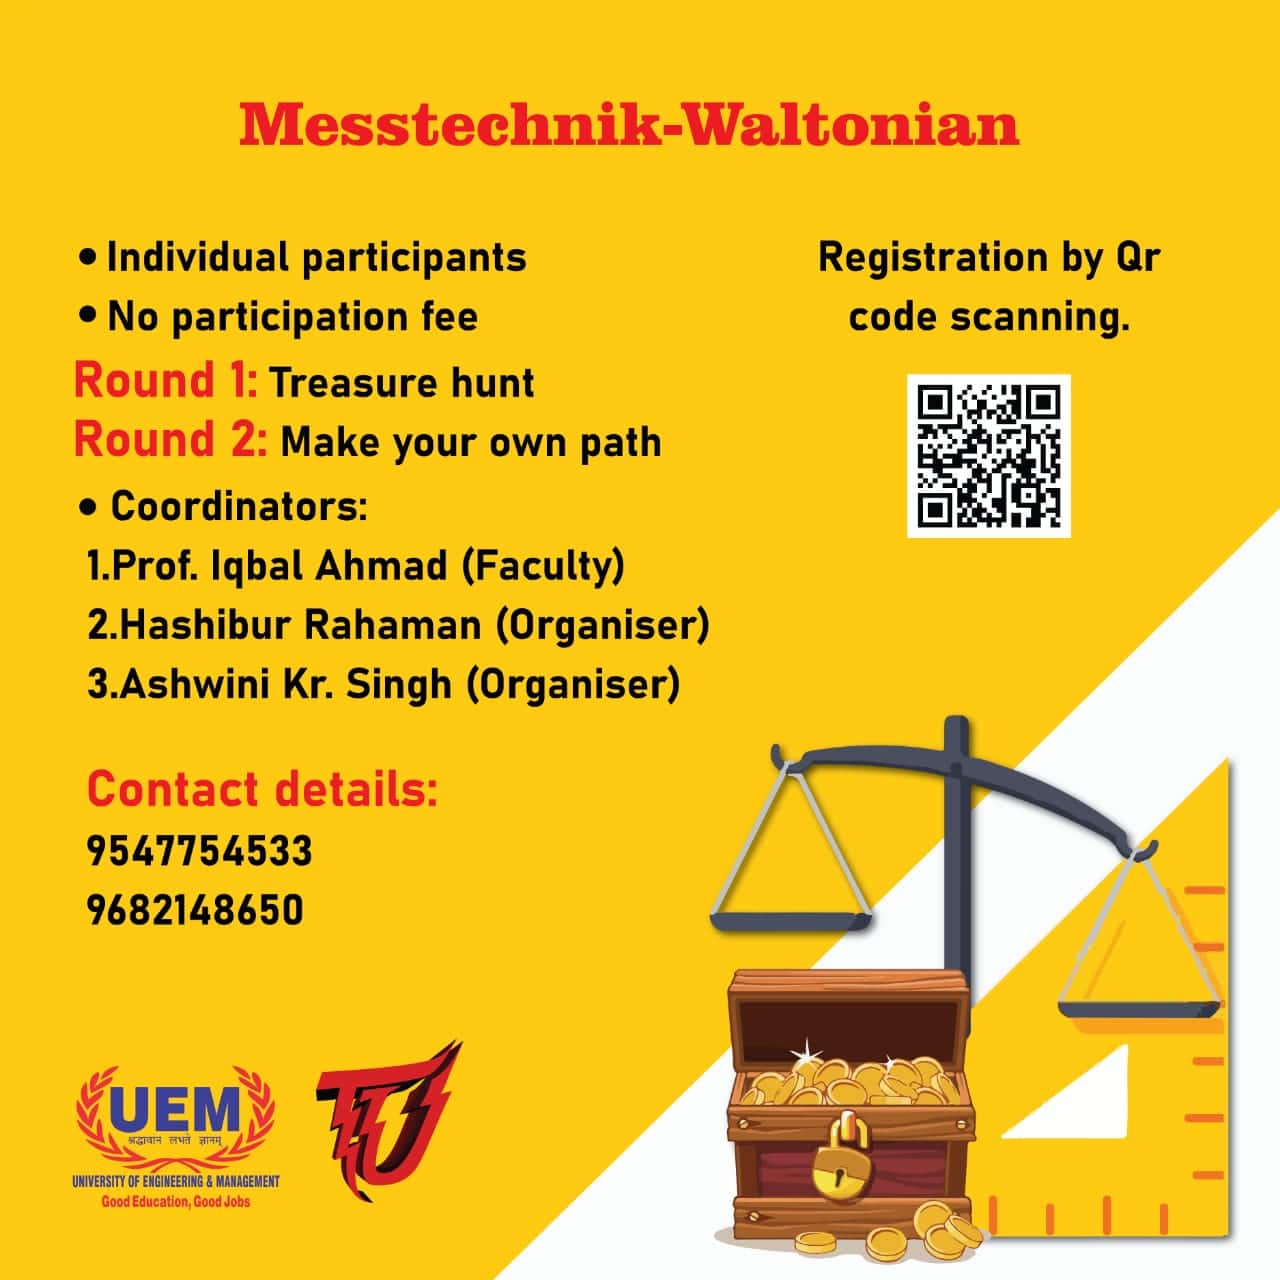 Messtechnik-Waltonian
• Individual participants
• No participation fee
Round 1: Treasure hunt
Round 2: Make your own path
• Coordinators:
1.Prof. Iqbal Ahmad (Faculty)
2.Hashibur Rahaman (Organiser)
3.Ashwini Kr. Singh (Organiser)
Registration by Qr
code scanning.
Contact details:
9547754533
9682148650
UEM
श्रद्धावान लभते ज्ञानम्
UNIVERSITY OF ENGINEERING & MANAGEMENT
Good Education, Good Jobs
TU